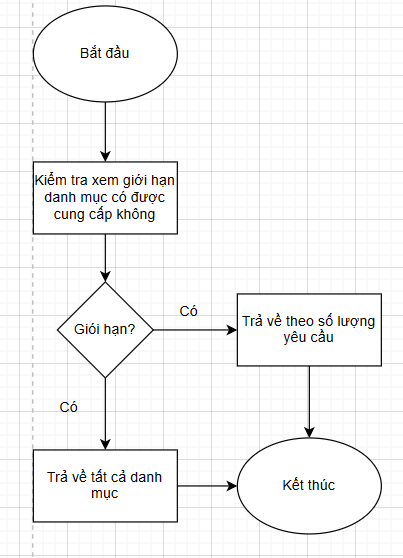 Bắt đầu
Kiểm tra xem giới hạn
danh mục có được
cung cấp không
Giói hạn?
Có
Trả về theo số lượng
yêu cầu
Có
Trả về tất cả danh
mục
Kết thúc